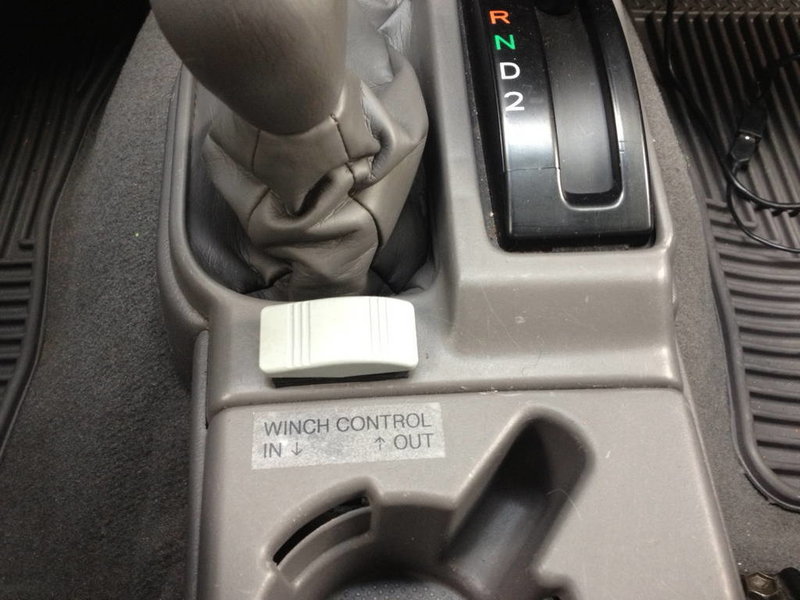 R
N
D
2
WINCH CONTROL
IN ↓ ↑ OUT